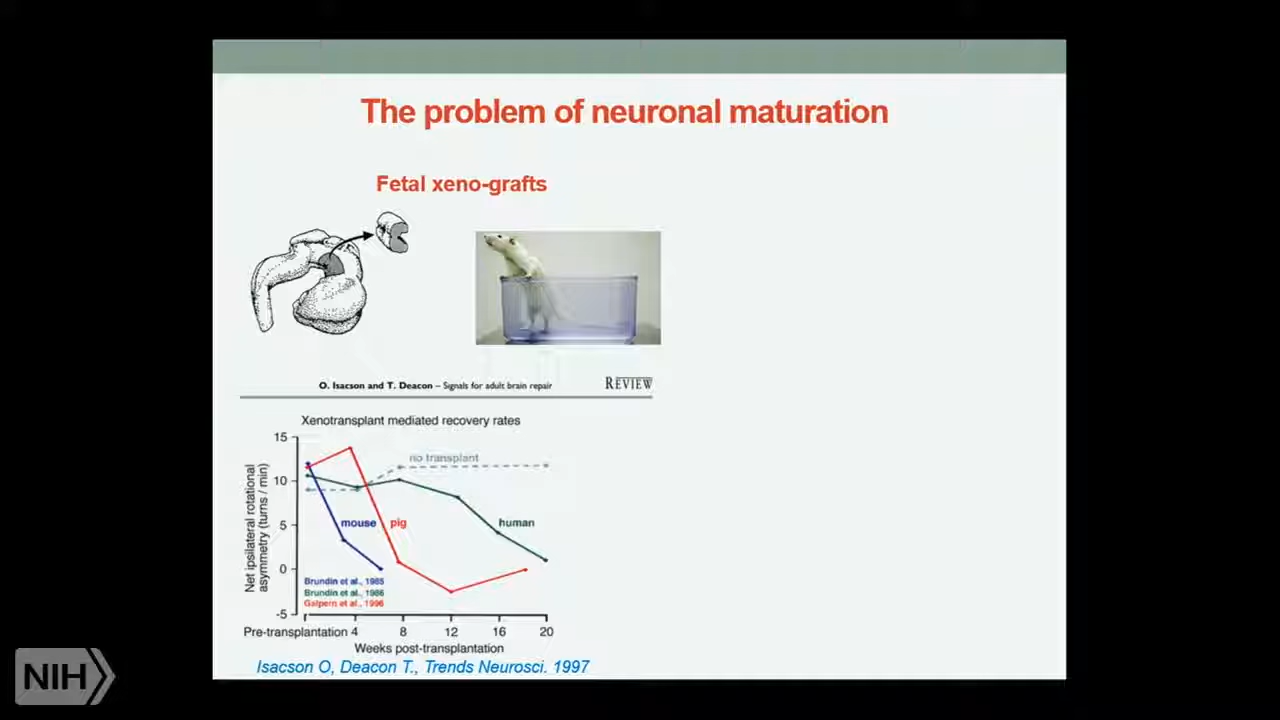 The problem of neuronal maturation
Fetal xeno-grafts
O. Isacson and T. Deacon – Signals for adult brain repair
REVIEW
Xenotransplant mediated recovery rates
Net ipsilateral rotational
asymmetry (turns / min)
15
10
5
0
-5
no transplant
mouse
pig
human
Brundin et al., 1985
Brundin et al., 1986
Galpern et al., 1996
Pre-transplantation 4 8 12 16 20
Weeks post-transplantation
Isacson O, Deacon T., Trends Neurosci. 1997
NIH